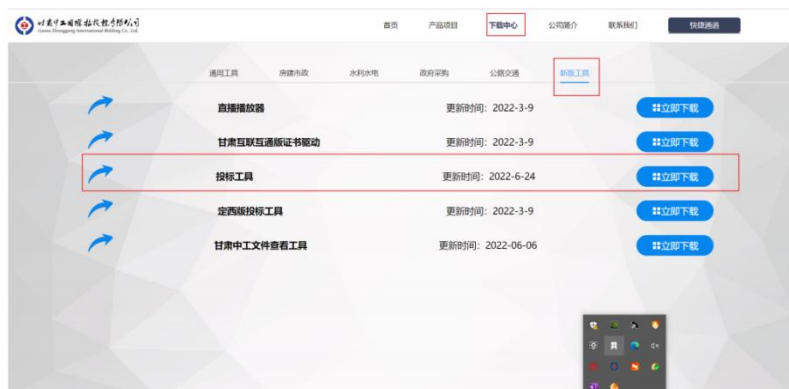 甘肃中工国际招投标有限公司
首页 产品项目 下载中心 公司简介 联系我们 快捷通道
通用工具 房建市政 水利水电 政府采购 公路交通 新版工具
直播播放器 更新时间：2022-3-9 立即下载
甘肃互联互通版证书驱动 更新时间：2022-3-9 立即下载
投标工具 更新时间：2022-6-24 立即下载
定西版投标工具 更新时间：2022-3-9 立即下载
甘肃中工文件查看工具 更新时间：2022-06-06 立即下载